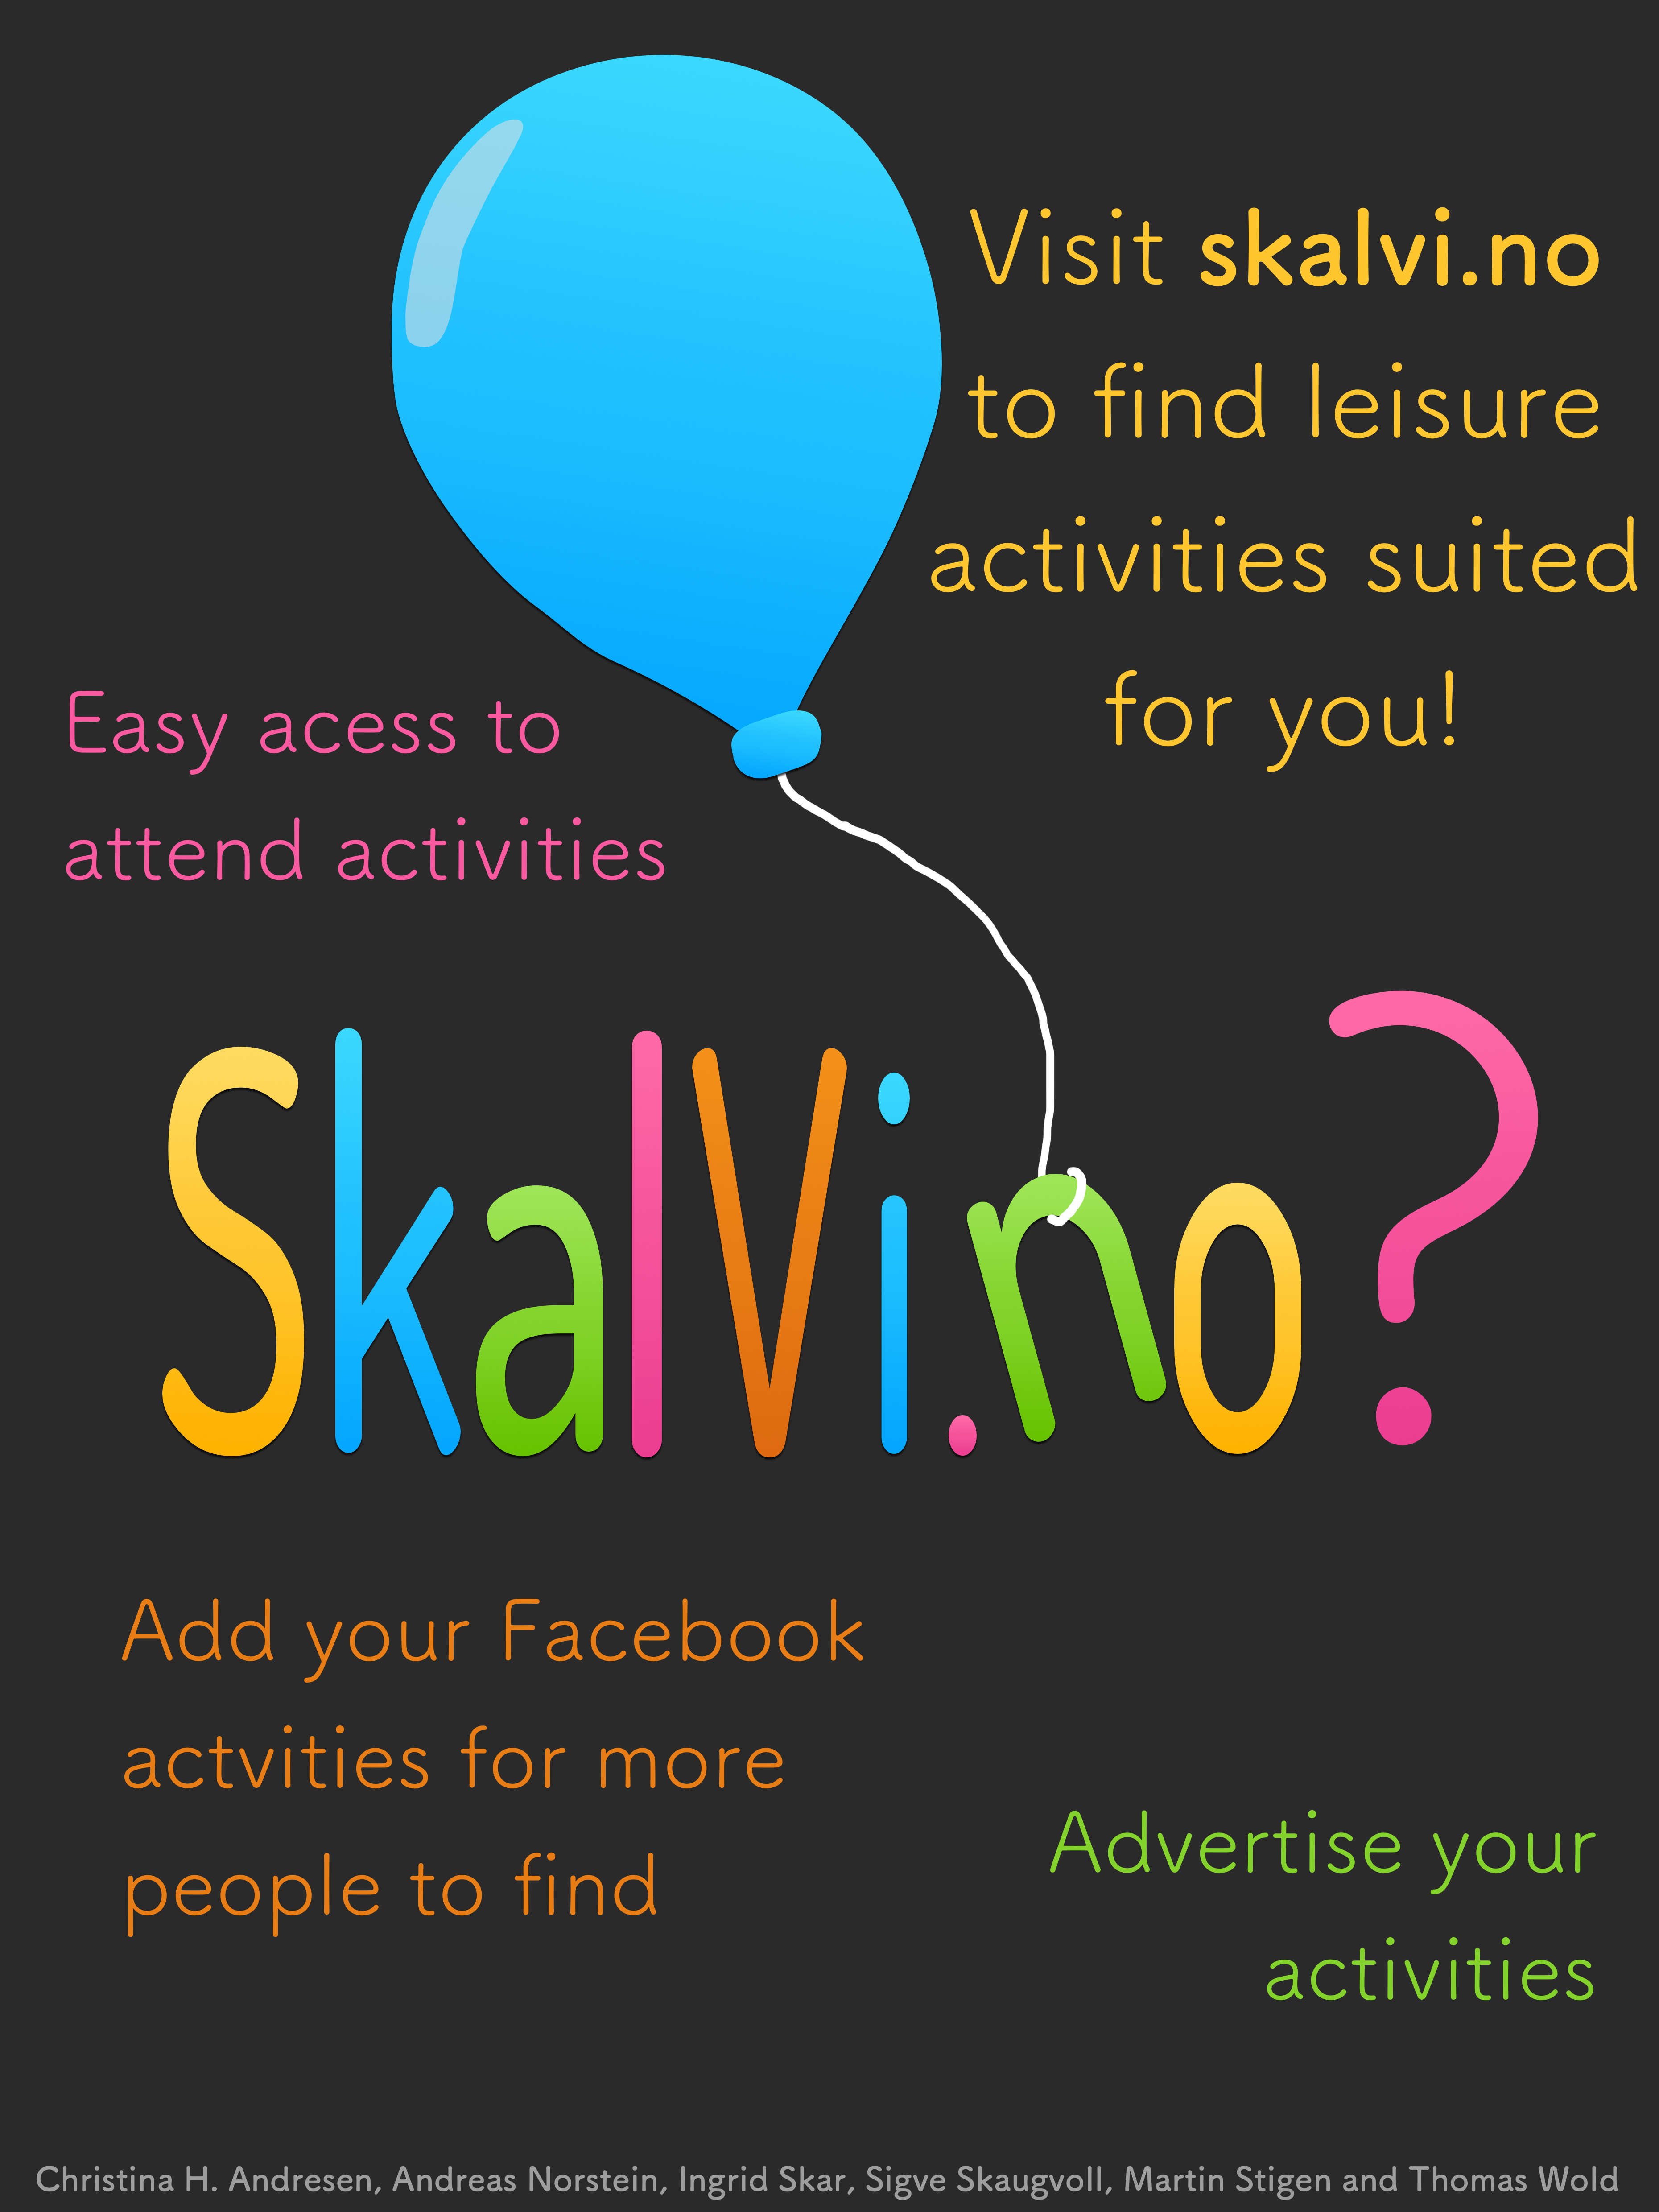 Visit skalvi.no
to find leisure
activities suited
for you!
Easy acess to
attend activities
SkalVi.no?
Add your Facebook
actvities for more
people to find
Advertise your
activities
Christina H. Andresen, Andreas Norstein, Ingrid Skar, Sigve Skaugvoll, Martin Stigen and Thomas Wold